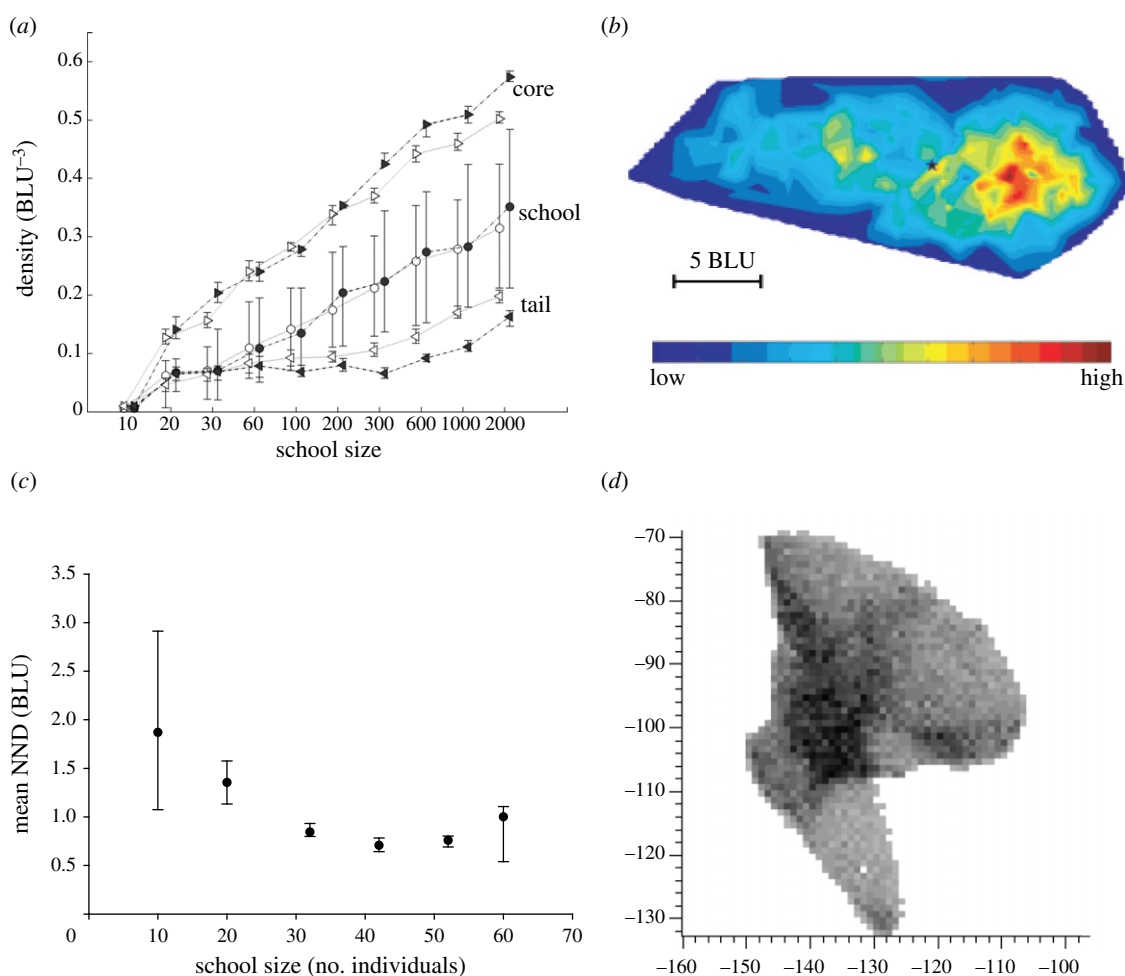 (a)
0.6
0.5
0.4
0.3
0.2
0.1
0
density (BLU–3)
core
school
tail
10 20 30 60 100 200 300 600 1000 2000
school size
(b)
5 BLU
low high
(c)
3.5
3.0
2.5
2.0
1.5
1.0
0.5
mean NND (BLU)
0 10 20 30 40 50 60 70
school size (no. individuals)
(d)
–70
–80
–90
–100
–110
–120
–130
–160 –150 –140 –130 –120 –110 –100